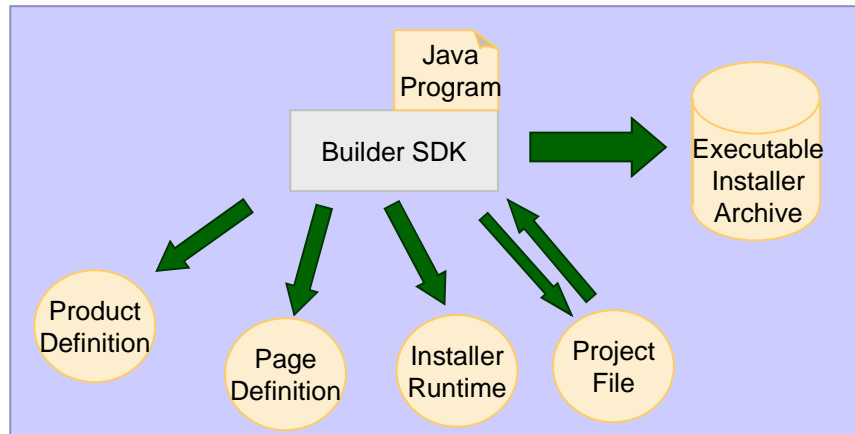 Java
Program
Builder SDK
Executable
Installer
Archive
Product
Definition
Page
Definition
Installer
Runtime
Project
File